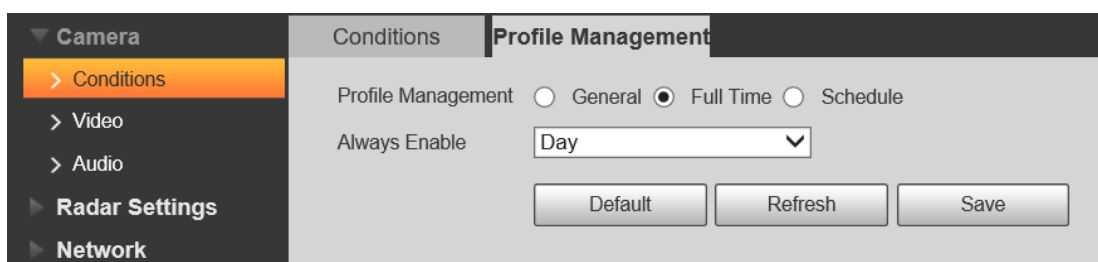 Camera
Conditions
Video
Audio
Radar Settings
Network
Conditions Profile Management
Profile Management General Full Time Schedule
Always Enable Day
Default Refresh Save